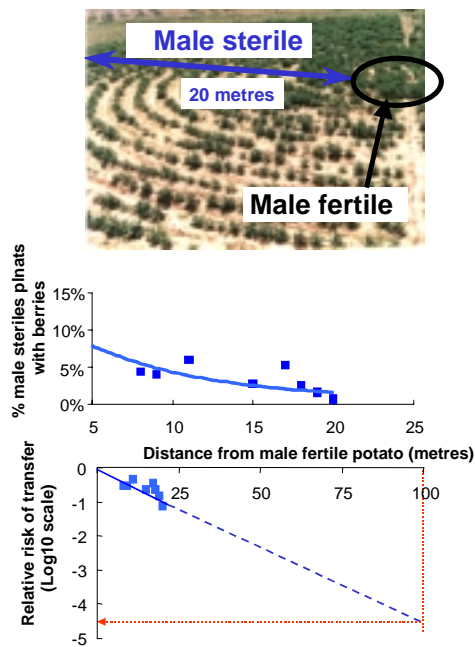 Male sterile
20 metres
Male fertile
% male steriles plnats
with berries
15%
10%
5%
0%
5
10
15
20
25
Distance from male fertile potato (metres)
Relative risk of transfer
(Log10 scale)
0
-1
-2
-3
-4
-5
25
50
75
100